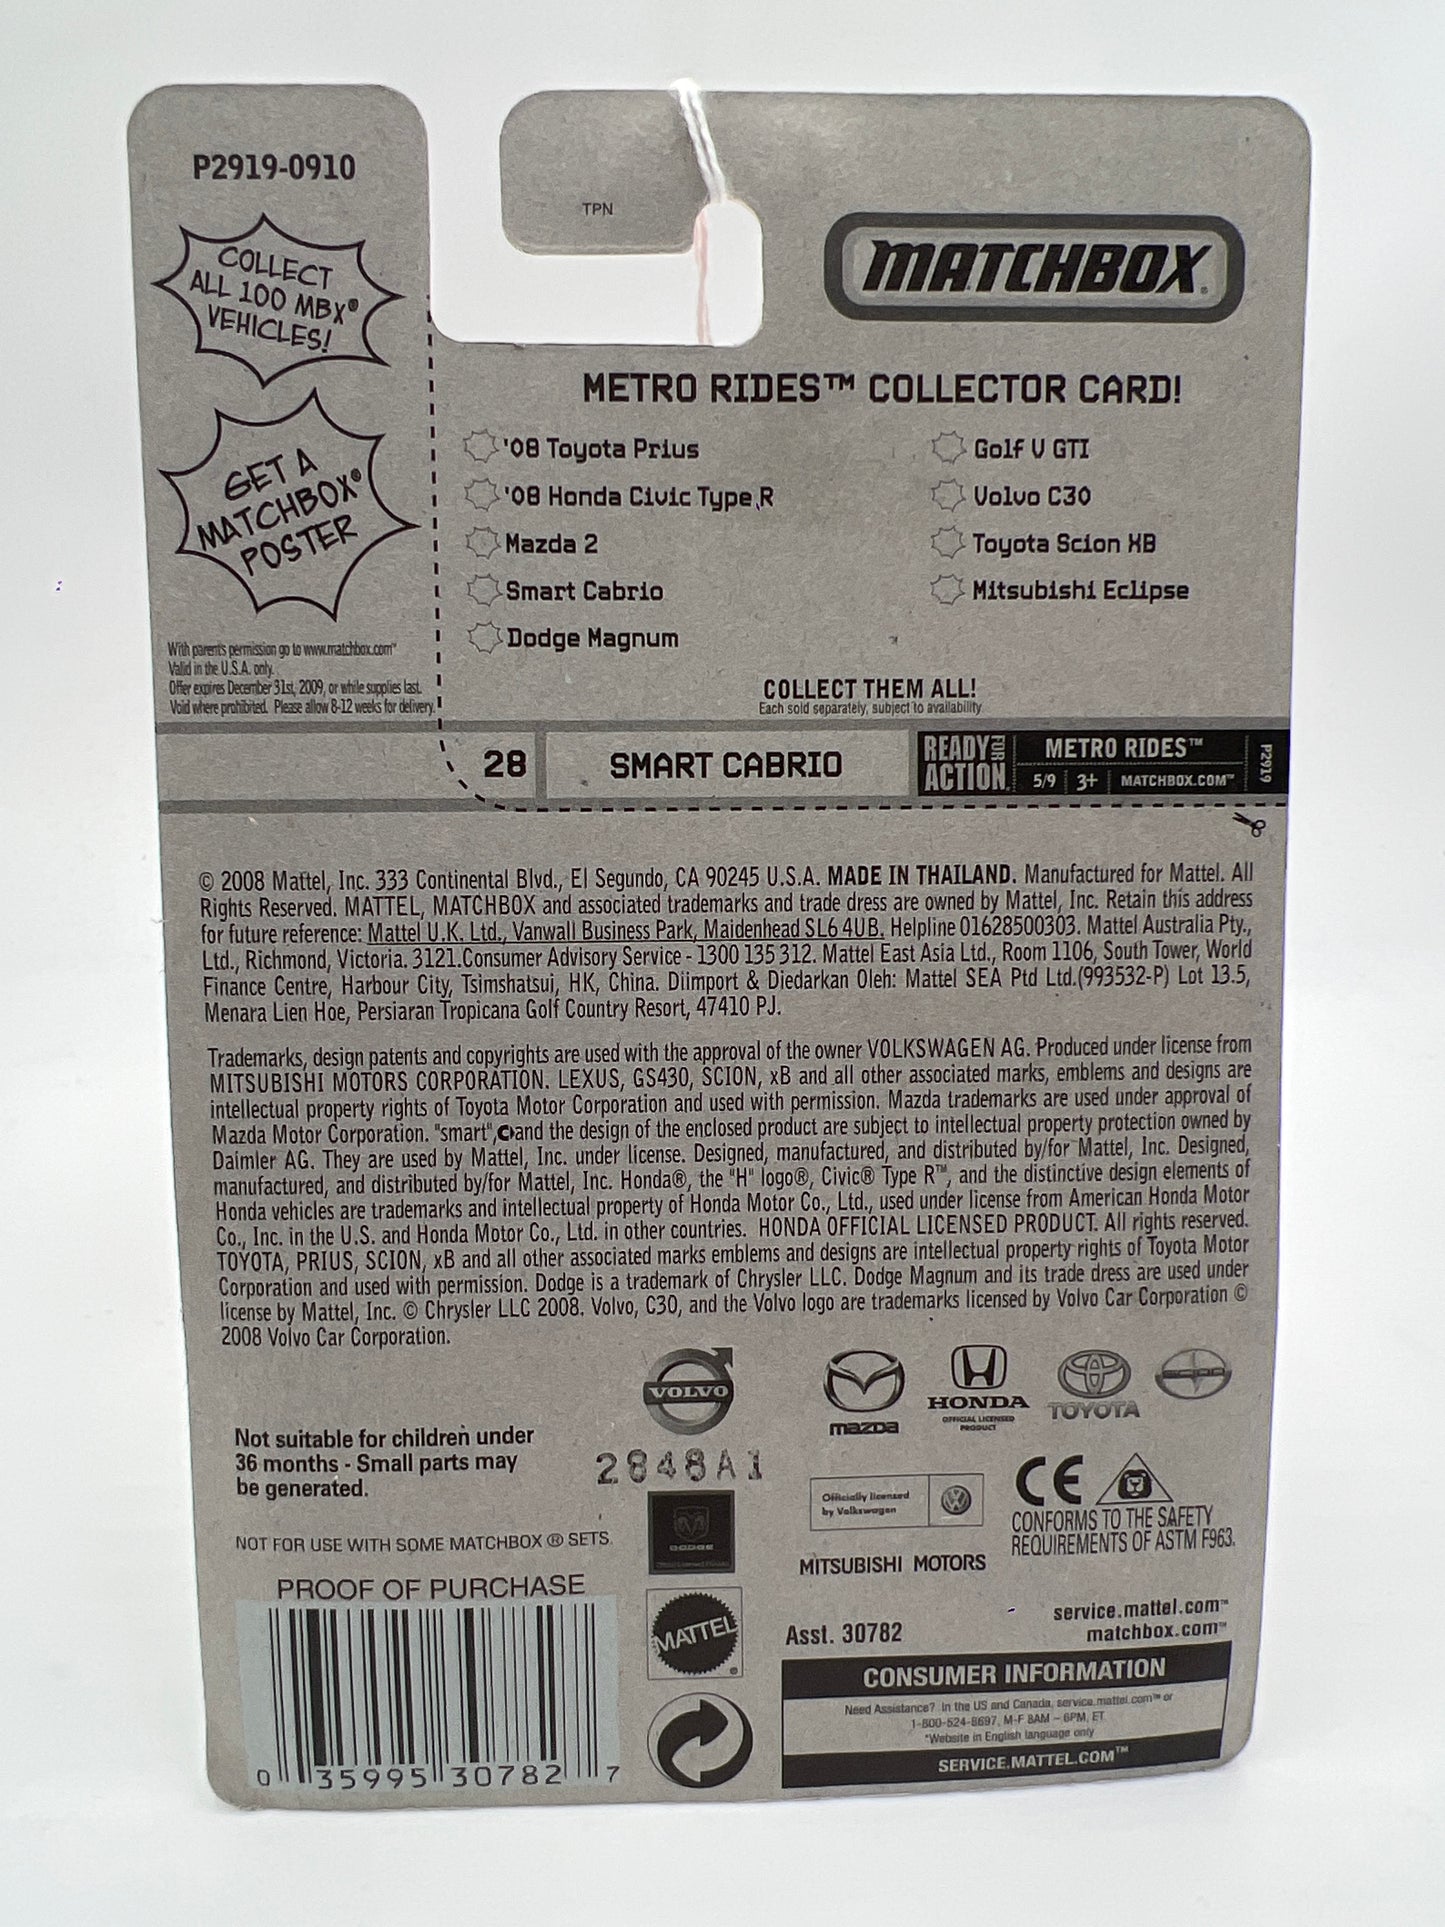 P2919-0910
TPN
COLLECT
ALL 100 MBX®
VEHICLES!
GET A
MATCHBOX®
POSTER
With parent's permission go to www.matchbox.com™
Valid in the U.S.A. only.
Offer expires December 31st, 2009, or while supplies last.
Void where prohibited. Please allow 8-12 weeks for delivery.
MATCHBOX®
METRO RIDES™ COLLECTOR CARD!
'08 Toyota Prius
'08 Honda Civic Type R
Mazda 2
Smart Cabrio
Dodge Magnum
Golf V GTI
Volvo C30
Toyota Scion XB
Mitsubishi Eclipse
COLLECT THEM ALL!
Each sold separately, subject to availability
28
SMART CABRIO
READY FOR
ACTION
METRO RIDES™
5/9 3+ MATCHBOX.COM™
P2919
© 2008 Mattel, Inc. 333 Continental Blvd., El Segundo, CA 90245 U.S.A. MADE IN THAILAND. Manufactured for Mattel. All
Rights Reserved. MATTEL, MATCHBOX and associated trademarks and trade dress are owned by Mattel, Inc. Retain this address
for future reference: Mattel U.K. Ltd., Vanwall Business Park, Maidenhead SL6 4UB. Helpline 01628500303. Mattel Australia Pty.,
Ltd., Richmond, Victoria. 3121.Consumer Advisory Service - 1300 135 312. Mattel East Asia Ltd., Room 1106, South Tower, World
Finance Centre, Harbour City, Tsimshatsui, HK, China. Diimport & Diedarkan Oleh: Mattel SEA Ptd Ltd.(993532-P) Lot 13.5,
Menara Lien Hoe, Persiaran Tropicana Golf Country Resort, 47410 PJ.
Trademarks, design patents and copyrights are used with the approval of the owner VOLKSWAGEN AG. Produced under license from
MITSUBISHI MOTORS CORPORATION. LEXUS, GS430, SCION, xB and all other associated marks, emblems and designs are
intellectual property rights of Toyota Motor Corporation and used with permission. Mazda trademarks are used under approval of
Mazda Motor Corporation. "smart", and the design of the enclosed product are subject to intellectual property protection owned by
Daimler AG. They are used by Mattel, Inc. under license. Designed, manufactured, and distributed by/for Mattel, Inc. Designed,
manufactured, and distributed by/for Mattel, Inc. Honda®, the "H" logo®, Civic® Type R™, and the distinctive design elements of
Honda vehicles are trademarks and intellectual property of Honda Motor Co., Ltd., used under license from American Honda Motor
Co., Inc. in the U.S. and Honda Motor Co., Ltd. in other countries. HONDA OFFICIAL LICENSED PRODUCT. All rights reserved.
TOYOTA, PRIUS, SCION, xB and all other associated marks emblems and designs are intellectual property rights of Toyota Motor
Corporation and used with permission. Dodge is a trademark of Chrysler LLC. Dodge Magnum and its trade dress are used under
license by Mattel, Inc. © Chrysler LLC 2008. Volvo, C30, and the Volvo logo are trademarks licensed by Volvo Car Corporation ©
2008 Volvo Car Corporation.
VOLVO
mazda
HONDA
OFFICIAL LICENSED
PRODUCT
TOYOTA
SCION
Not suitable for children under
36 months - Small parts may
be generated.
2848A1
Officially licensed
by Volkswagen
CE
CONFORMS TO THE SAFETY
REQUIREMENTS OF ASTM F963.
NOT FOR USE WITH SOME MATCHBOX ® SETS.
DODGE
MITSUBISHI MOTORS
PROOF OF PURCHASE
0 35995 30782 7
MATTEL®
Asst. 30782
service.mattel.com™
matchbox.com™
CONSUMER INFORMATION
Need Assistance? In the US and Canada, service.mattel.com™ or
1-800-524-8697, M-F 8AM – 6PM, ET
*Website in English language only
SERVICE.MATTEL.COM™